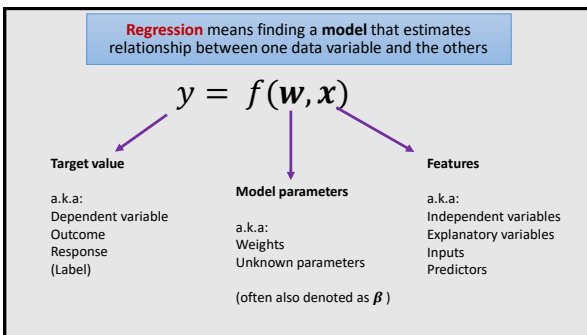 Regression means finding a model that estimates
relationship between one data variable and the others
y = f(w, x)
Target value
a.k.a:
Dependent variable
Outcome
Response
(Label)
Model parameters
a.k.a:
Weights
Unknown parameters
(often also denoted as β )
Features
a.k.a:
Independent variables
Explanatory variables
Inputs
Predictors